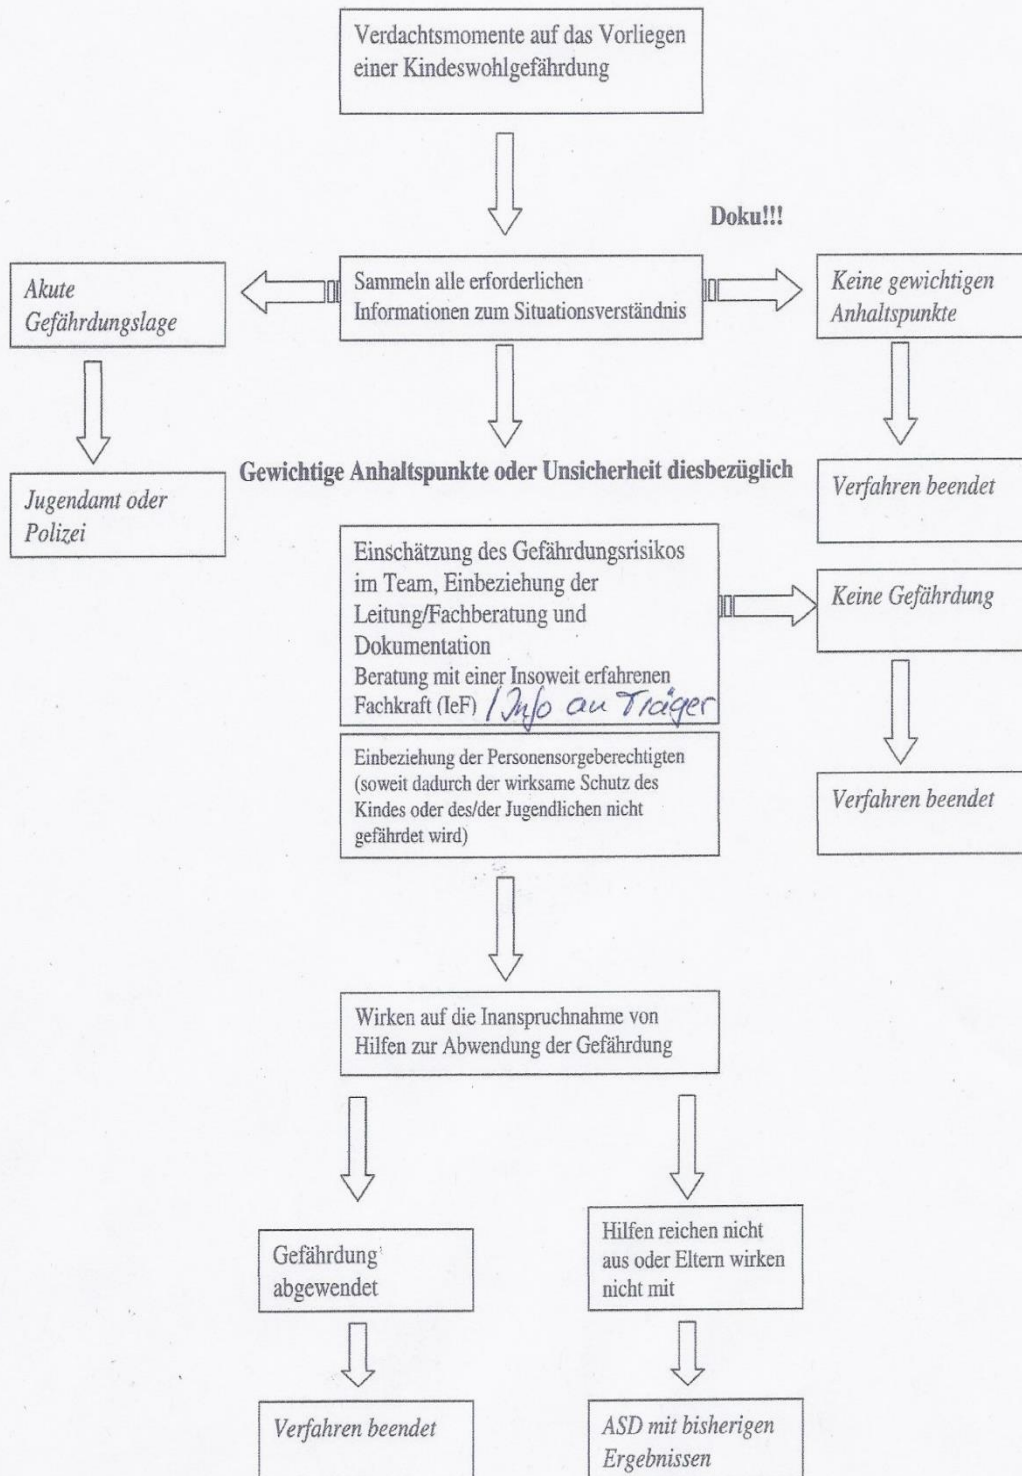 Verdachtsmomente auf das Vorliegen
einer Kindeswohlgefährdung
Doku!!!
Akute
Gefährdungslage
Sammeln alle erforderlichen
Informationen zum Situationsverständnis
Keine gewichtigen
Anhaltspunkte
Gewichtige Anhaltspunkte oder Unsicherheit diesbezüglich
Jugendamt oder
Polizei
Verfahren beendet
Einschätzung des Gefährdungsrisikos
im Team, Einbeziehung der
Leitung/Fachberatung und
Dokumentation
Beratung mit einer Insoweit erfahrenen
Fachkraft (IeF) / Info an Träger
Keine Gefährdung
Einbeziehung der Personensorgeberechtigten
(soweit dadurch der wirksame Schutz des
Kindes oder des/der Jugendlichen nicht
gefährdet wird)
Verfahren beendet
Wirken auf die Inanspruchnahme von
Hilfen zur Abwendung der Gefährdung
Gefährdung
abgewendet
Hilfen reichen nicht
aus oder Eltern wirken
nicht mit
Verfahren beendet
ASD mit bisherigen
Ergebnissen